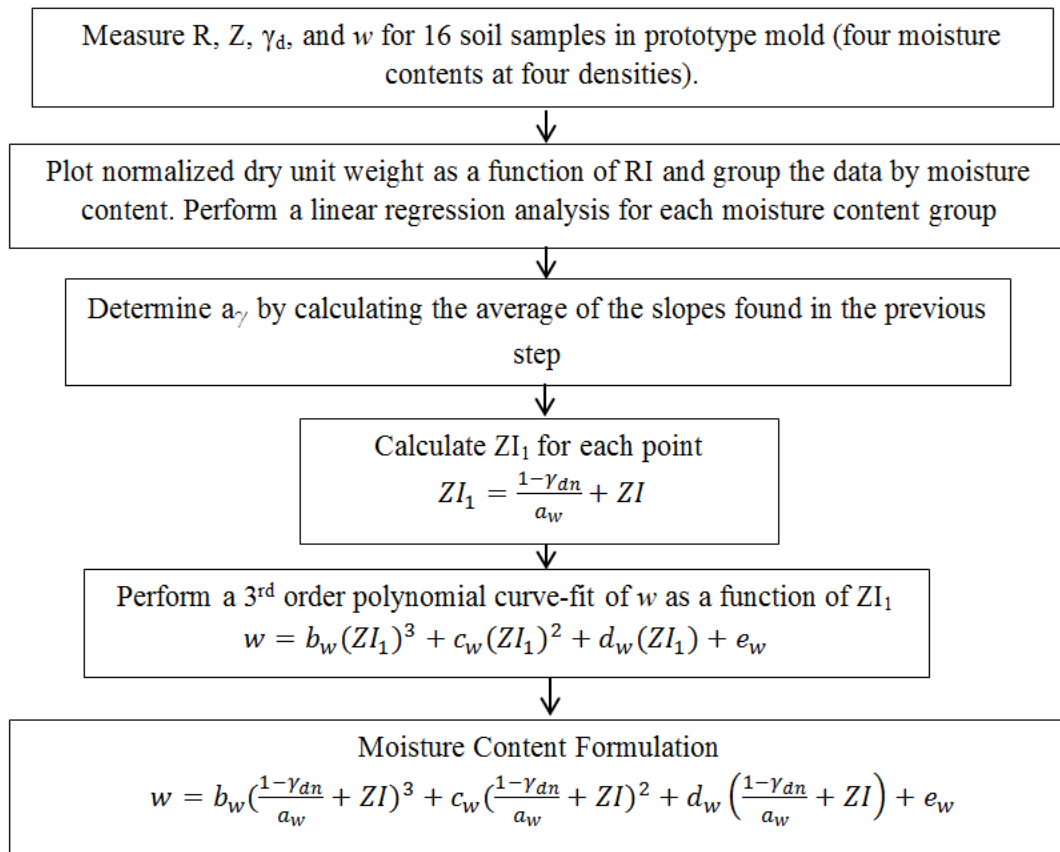 Measure R, Z, γd, and w for 16 soil samples in prototype mold (four moisture
contents at four densities).
Plot normalized dry unit weight as a function of RI and group the data by moisture
content. Perform a linear regression analysis for each moisture content group
Determine aγ by calculating the average of the slopes found in the previous
step
Calculate ZI₁ for each point
ZI₁ = (1−γdn)/aw + ZI
Perform a 3rd order polynomial curve-fit of w as a function of ZI₁
w = bw(ZI₁)³ + cw(ZI₁)² + dw(ZI₁) + ew
Moisture Content Formulation
w = bw((1−γdn)/aw + ZI)³ + cw((1−γdn)/aw + ZI)² + dw((1−γdn)/aw + ZI) + ew